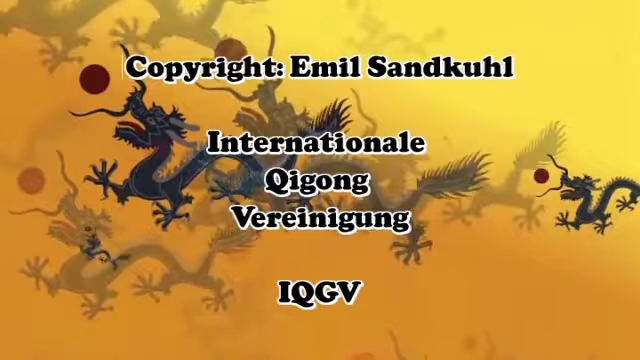 Copyright: Emil Sandkuhl
Internationale
Qigong
Vereinigung
IQGV